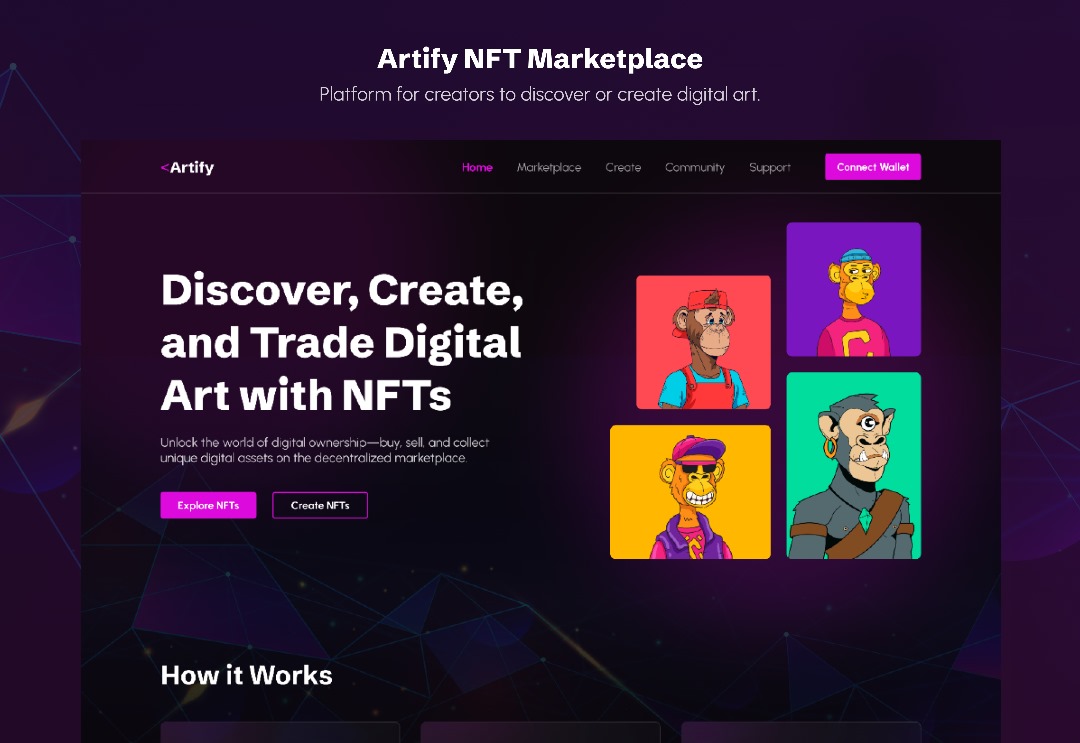 Artify NFT Marketplace
Platform for creators to discover or create digital art.
<Artify
Home
Marketplace
Create
Community
Support
Connect Wallet
Discover, Create,
and Trade Digital
Art with NFTs
Unlock the world of digital ownership—buy, sell, and collect
unique digital assets on the decentralized marketplace.
Explore NFTs
Create NFTs
C
How it Works